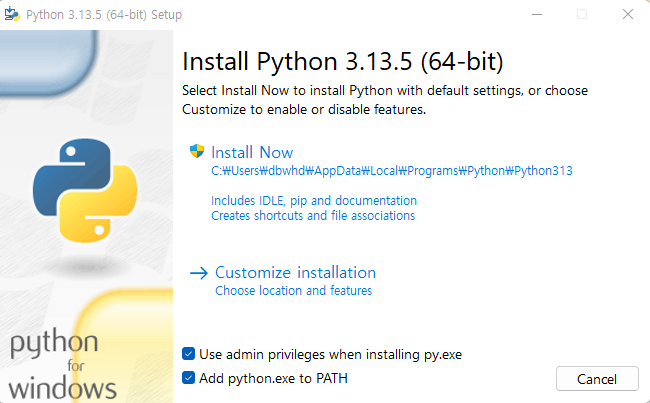 Python 3.13.5 (64-bit) Setup
Install Python 3.13.5 (64-bit)
Select Install Now to install Python with default settings, or choose
Customize to enable or disable features.
Install Now
C:₩Users₩dbwhd₩AppData₩Local₩Programs₩Python₩Python313
Includes IDLE, pip and documentation
Creates shortcuts and file associations
Customize installation
Choose location and features
python
for
windows
Use admin privileges when installing py.exe
Add python.exe to PATH
Cancel